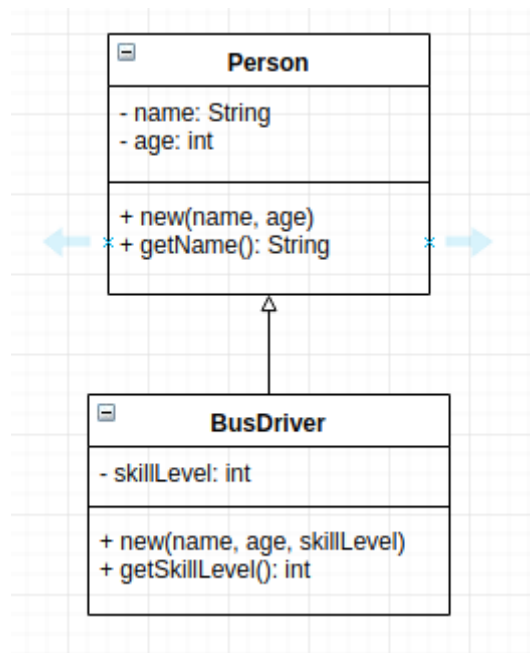 Person
- name: String
- age: int
+ new(name, age)
+ getName(): String
BusDriver
- skillLevel: int
+ new(name, age, skillLevel)
+ getSkillLevel(): int